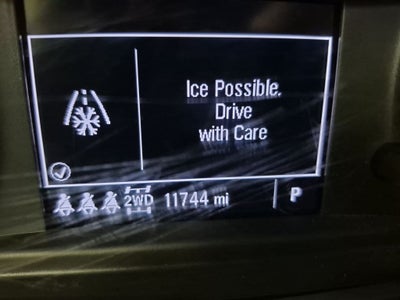 Ice Possible.
Drive
with Care
2WD 11744 mi P